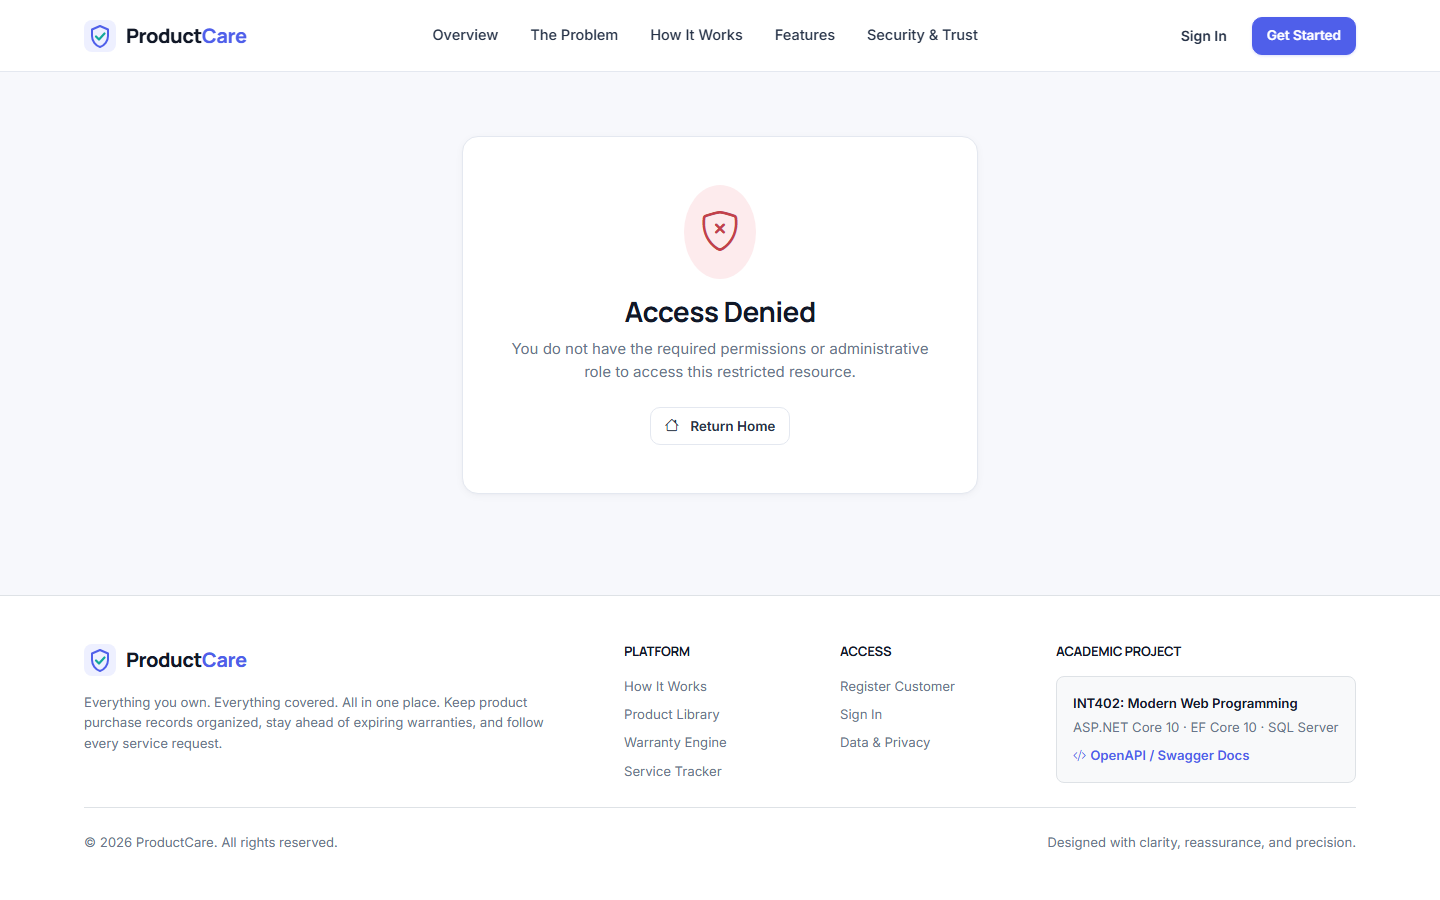 ProductCare
Overview
The Problem
How It Works
Features
Security & Trust
Sign In
Get Started
Access Denied
You do not have the required permissions or administrative
role to access this restricted resource.
Return Home
ProductCare
Everything you own. Everything covered. All in one place. Keep product
purchase records organized, stay ahead of expiring warranties, and follow
every service request.
PLATFORM
How It Works
Product Library
Warranty Engine
Service Tracker
ACCESS
Register Customer
Sign In
Data & Privacy
ACADEMIC PROJECT
INT402: Modern Web Programming
ASP.NET Core 10 · EF Core 10 · SQL Server
OpenAPI / Swagger Docs
© 2026 ProductCare. All rights reserved.
Designed with clarity, reassurance, and precision.